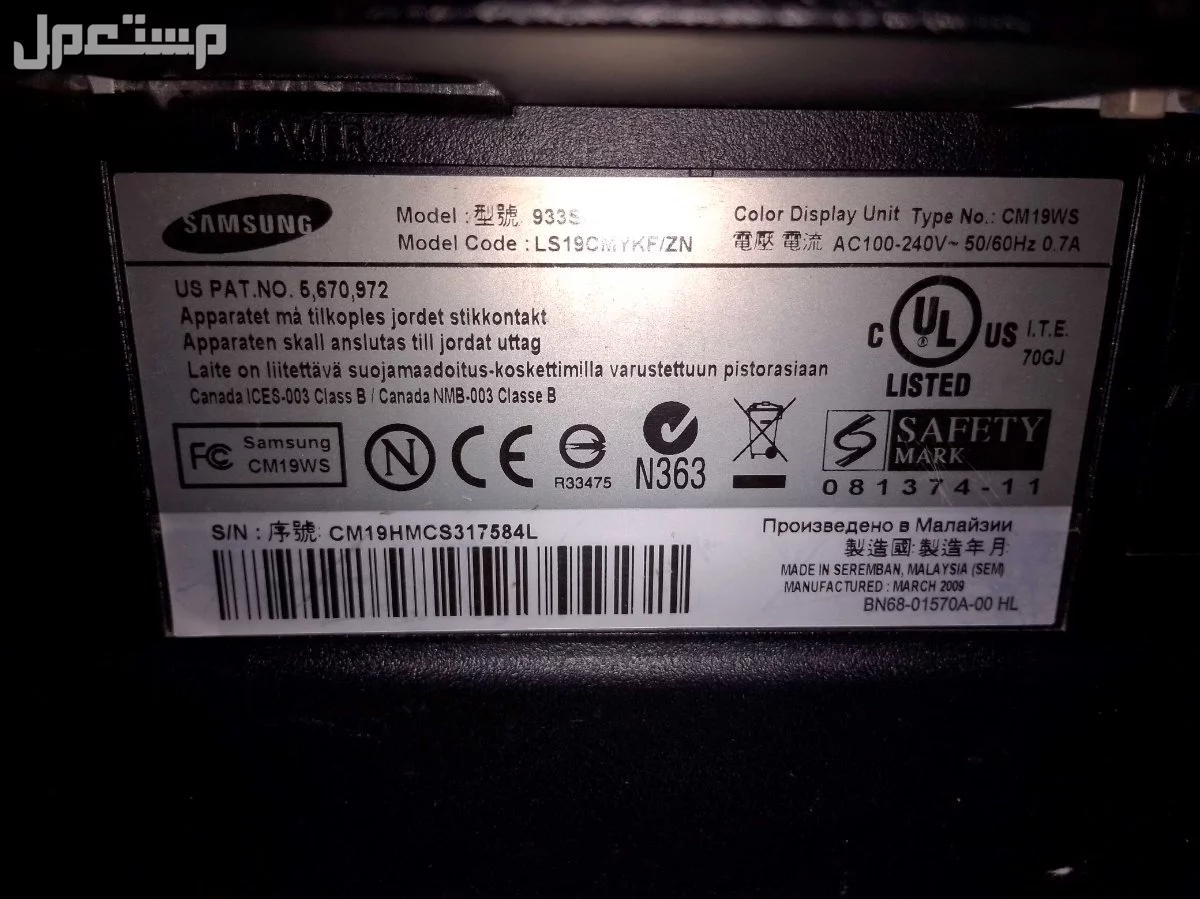 مستعمل
POWER
SAMSUNG
Model : 型號 933S
Model Code : LS19CMYKF/ZN
Color Display Unit Type No.: CM19WS
電壓 電流 AC100-240V~ 50/60Hz 0.7A
US PAT.NO. 5,670,972
Apparatet må tilkoples jordet stikkontakt
Apparaten skall anslutas till jordat uttag
Laite on liitettävä suojamaadoitus-koskettimilla varustettuun pistorasiaan
Canada ICES-003 Class B / Canada NMB-003 Classe B
C UL US I.T.E.
70GJ
LISTED
FC Samsung
CM19WS
N
CE
R33475
N363
S SAFETY
MARK
081374-11
S/N : 序號: CM19HMCS317584L
Произведено в Малайзии
製造國: 製造年月:
MADE IN SEREMBAN, MALAYSIA (SEM)
MANUFACTURED : MARCH 2009
BN68-01570A-00 HL